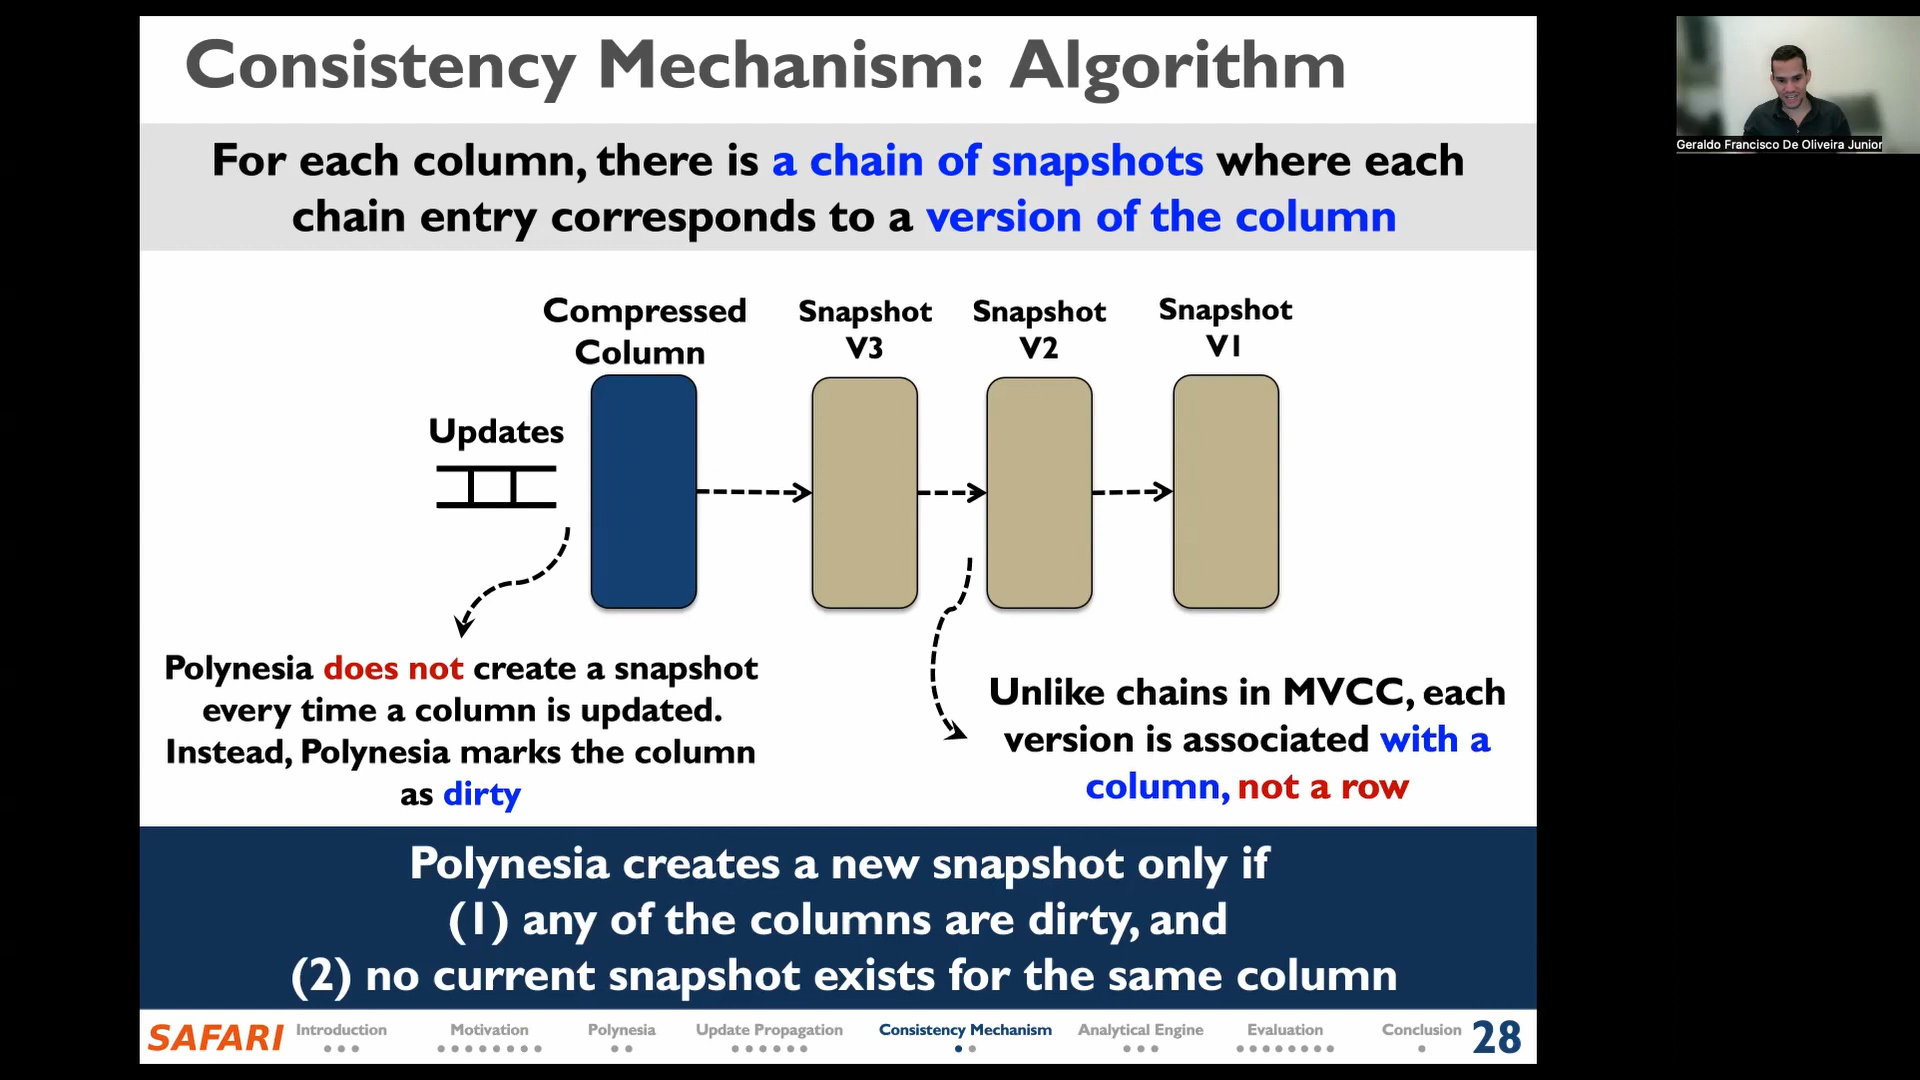 Consistency Mechanism: Algorithm
Geraldo Francisco De Oliveira Junior
For each column, there is a chain of snapshots where each
chain entry corresponds to a version of the column
Compressed
Column
Snapshot
V3
Snapshot
V2
Snapshot
V1
Updates
Polynesia does not create a snapshot
every time a column is updated.
Instead, Polynesia marks the column
as dirty
Unlike chains in MVCC, each
version is associated with a
column, not a row
Polynesia creates a new snapshot only if
(1) any of the columns are dirty, and
(2) no current snapshot exists for the same column
SAFARI Introduction Motivation Polynesia Update Propagation Consistency Mechanism Analytical Engine Evaluation Conclusion 28